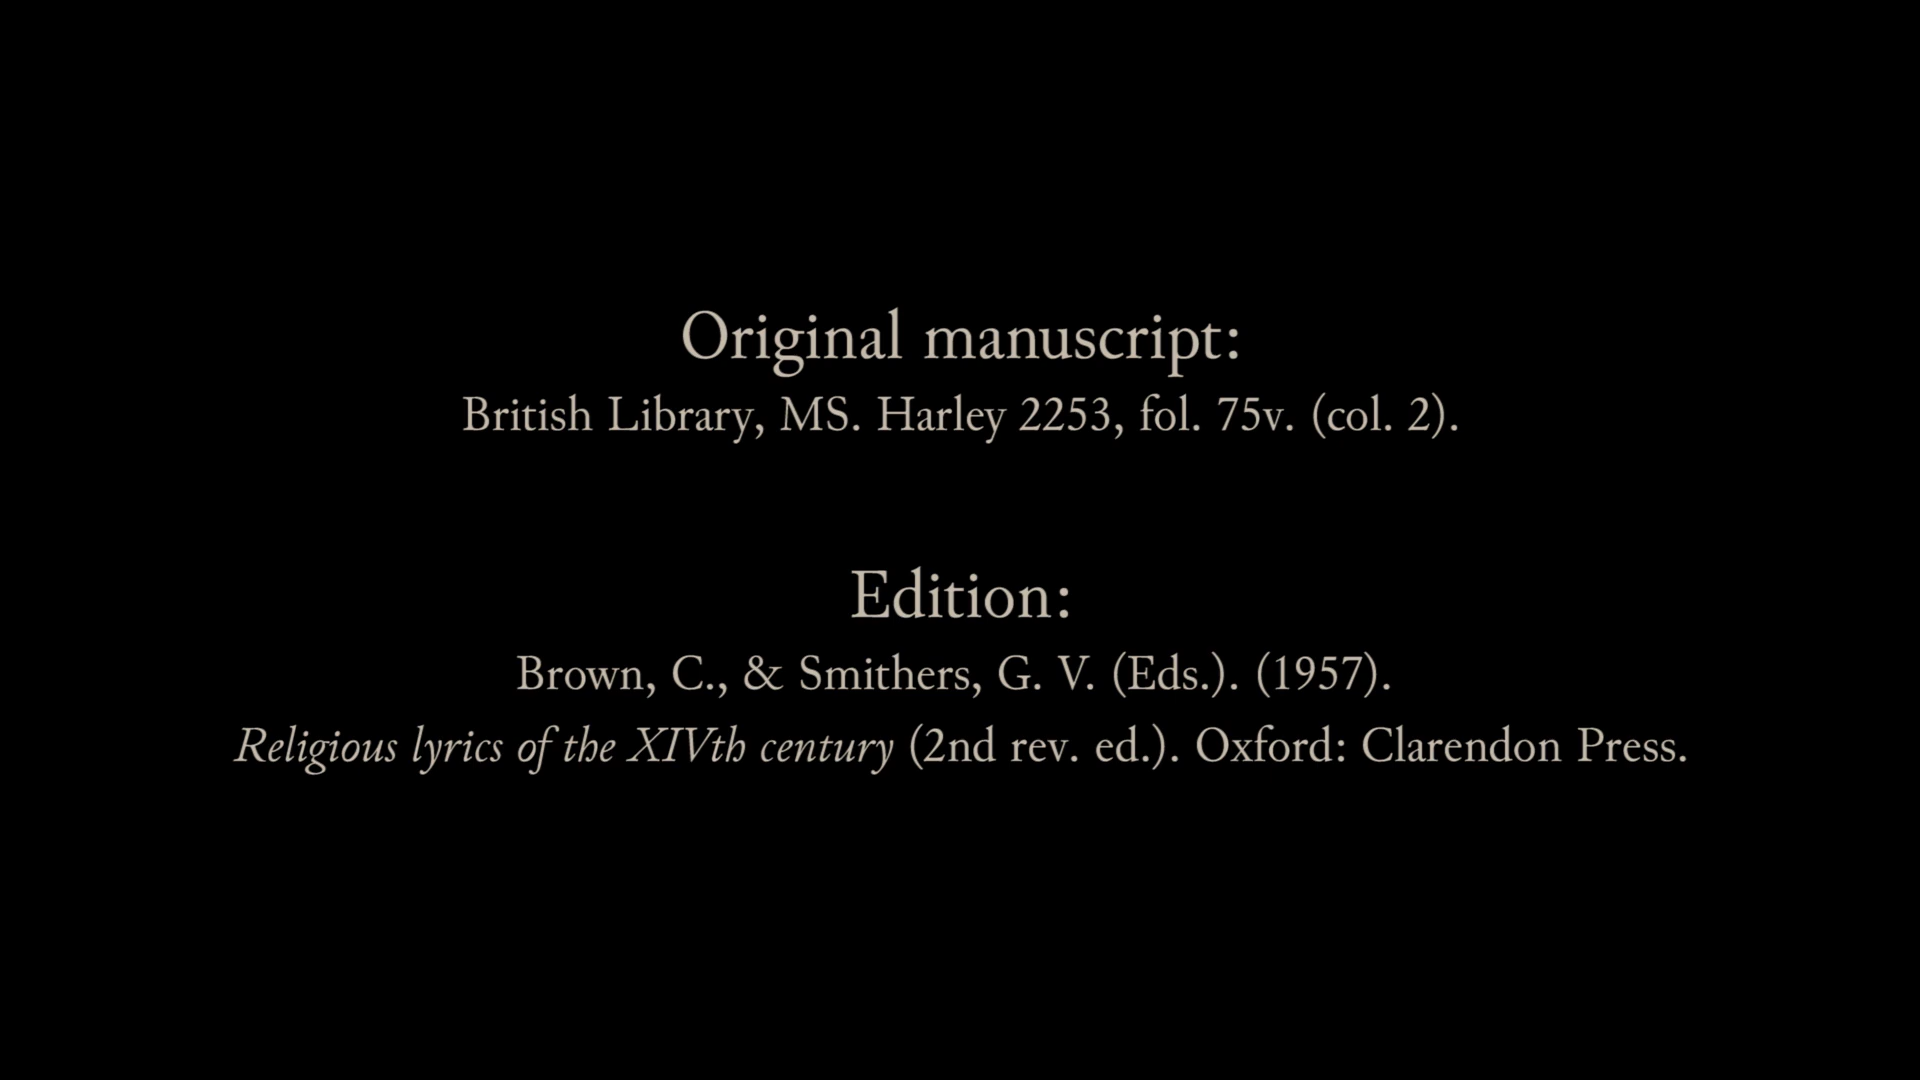 Original manuscript:
British Library, MS. Harley 2253, fol. 75v. (col. 2).
Edition:
Brown, C., & Smithers, G. V. (Eds.). (1957).
Religious lyrics of the XIVth century (2nd rev. ed.). Oxford: Clarendon Press.